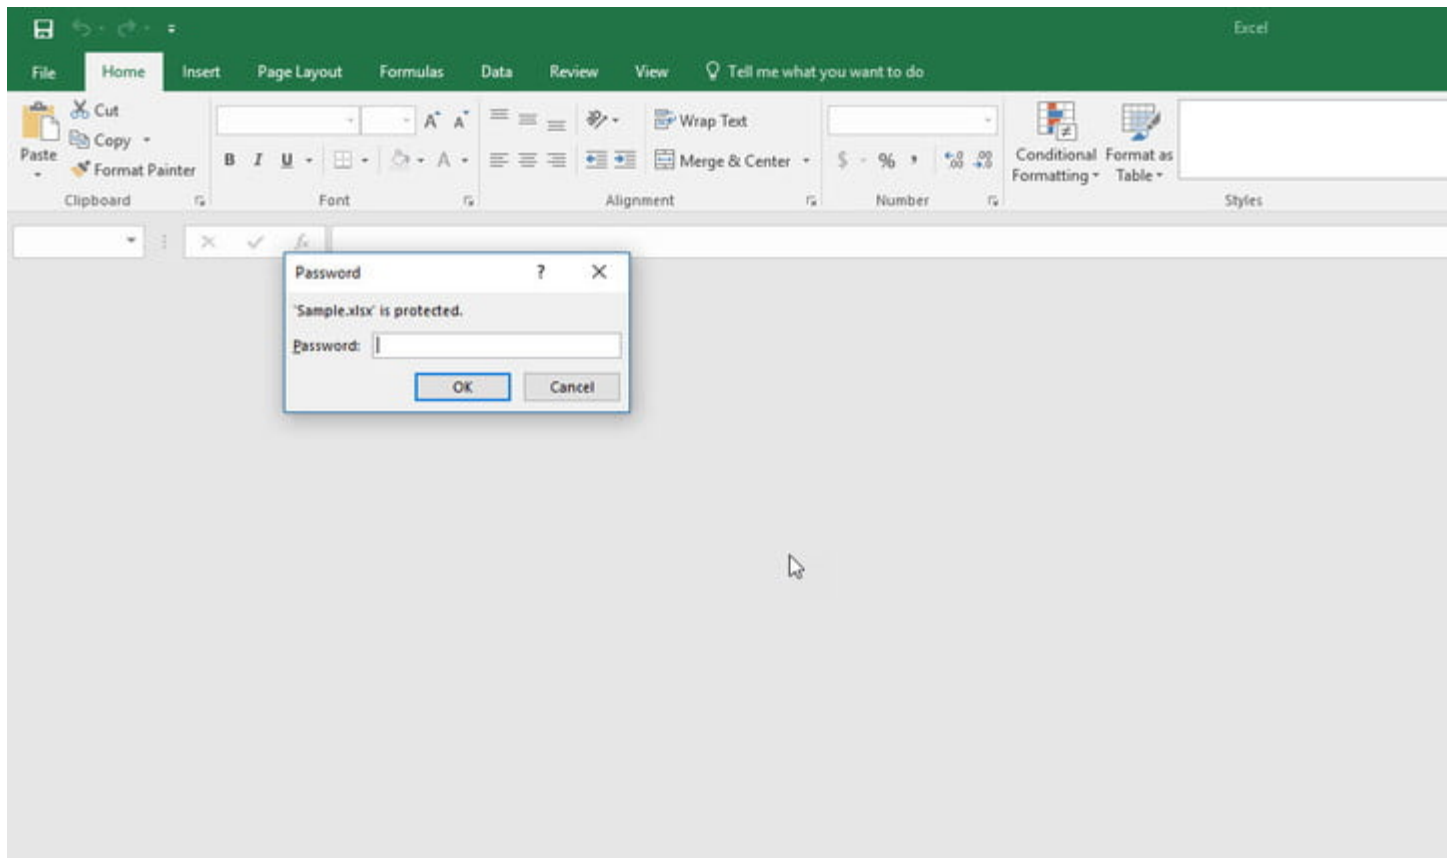 Excel
File Home Insert Page Layout Formulas Data Review View Tell me what you want to do
Cut
Copy
Format Painter
Paste
B I U
A A
A
Wrap Text
Merge & Center
$ % ,
Conditional Formatting
Format as Table
Clipboard Font Alignment Number Styles
fx
Password ?
'Sample.xlsx' is protected.
Password:
OK Cancel